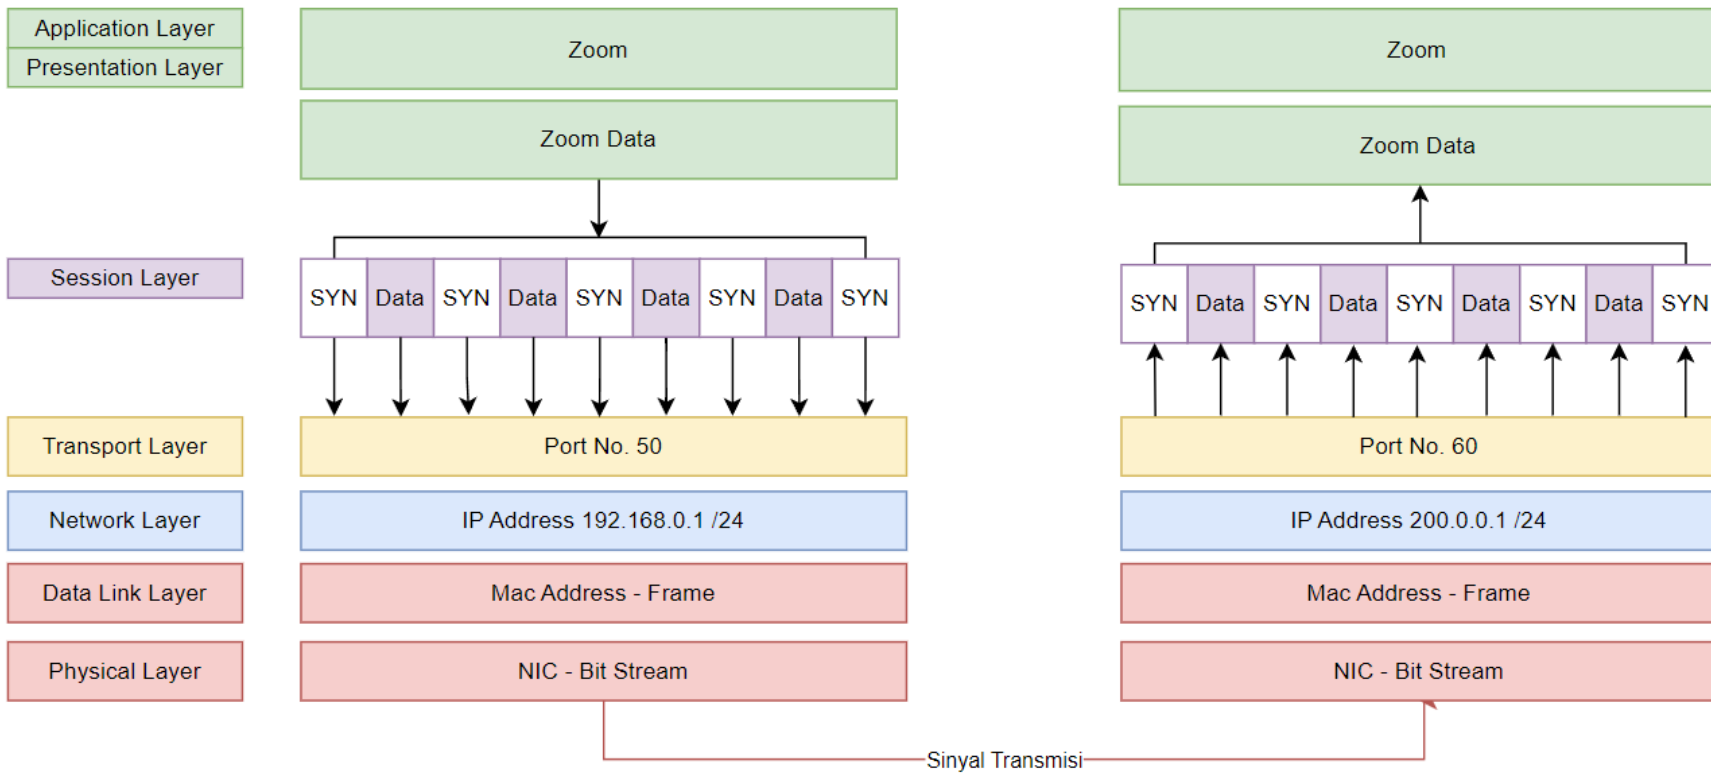 Application Layer
Presentation Layer
Zoom
Zoom
Zoom Data
Zoom Data
Session Layer
SYN Data SYN Data SYN Data SYN Data SYN
SYN Data SYN Data SYN Data SYN Data SYN
Transport Layer
Port No. 50
Port No. 60
Network Layer
IP Address 192.168.0.1 /24
IP Address 200.0.0.1 /24
Data Link Layer
Mac Address - Frame
Mac Address - Frame
Physical Layer
NIC - Bit Stream
NIC - Bit Stream
Sinyal Transmisi